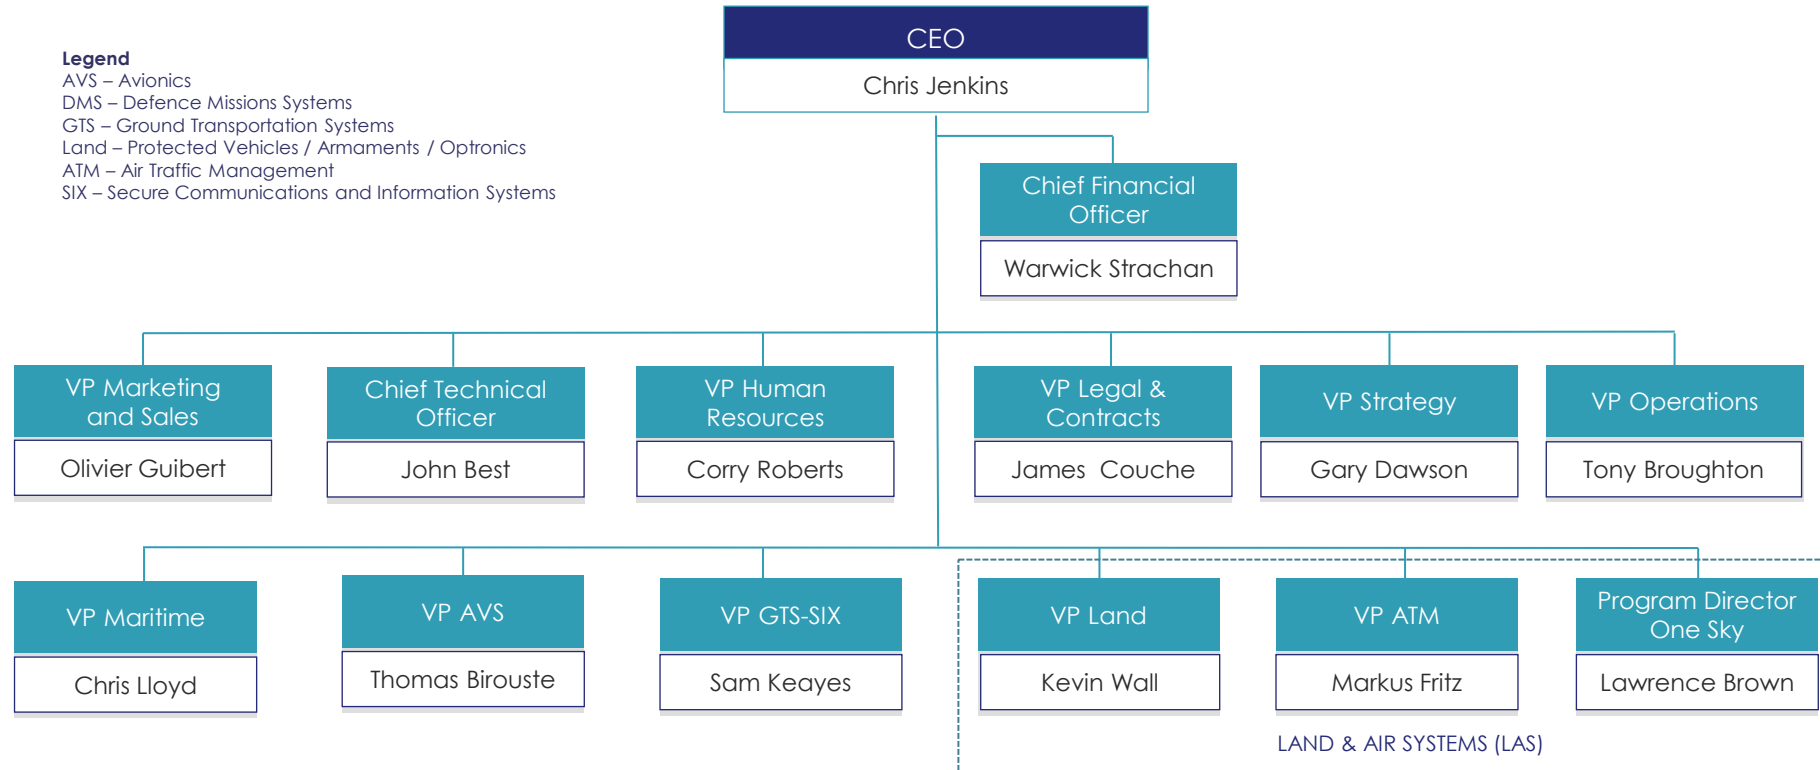 CEO
Chris Jenkins
Legend
AVS – Avionics
DMS – Defence Missions Systems
GTS – Ground Transportation Systems
Land – Protected Vehicles / Armaments / Optronics
ATM – Air Traffic Management
SIX – Secure Communications and Information Systems
Chief Financial
Officer
Warwick Strachan
VP Marketing
and Sales
Olivier Guibert
Chief Technical
Officer
John Best
VP Human
Resources
Corry Roberts
VP Legal &
Contracts
James Couche
VP Strategy
Gary Dawson
VP Operations
Tony Broughton
VP Maritime
Chris Lloyd
VP AVS
Thomas Birouste
VP GTS-SIX
Sam Keayes
VP Land
Kevin Wall
VP ATM
Markus Fritz
Program Director
One Sky
Lawrence Brown
LAND & AIR SYSTEMS (LAS)